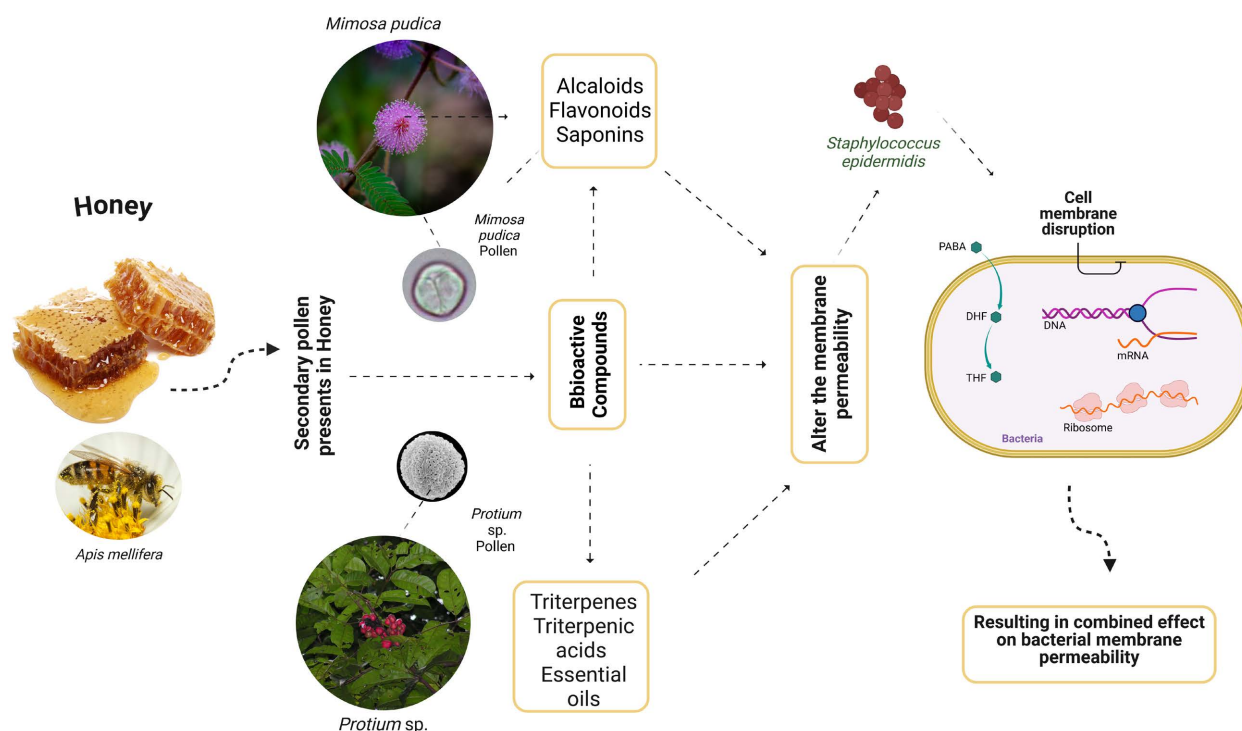 Honey
Apis mellifera
Secondary pollen
presents in Honey
Mimosa pudica
Mimosa
pudica
Pollen
Protium
sp.
Pollen
Protium sp.
Alcaloids
Flavonoids
Saponins
Bbioactive
Compounds
Triterpenes
Triterpenic
acids
Essential
oils
Alter the membrane
permeability
Staphylococcus
epidermidis
Cell
membrane
disruption
PABA
DHF
THF
DNA
mRNA
Ribosome
Bacteria
Resulting in combined effect
on bacterial membrane
permeability